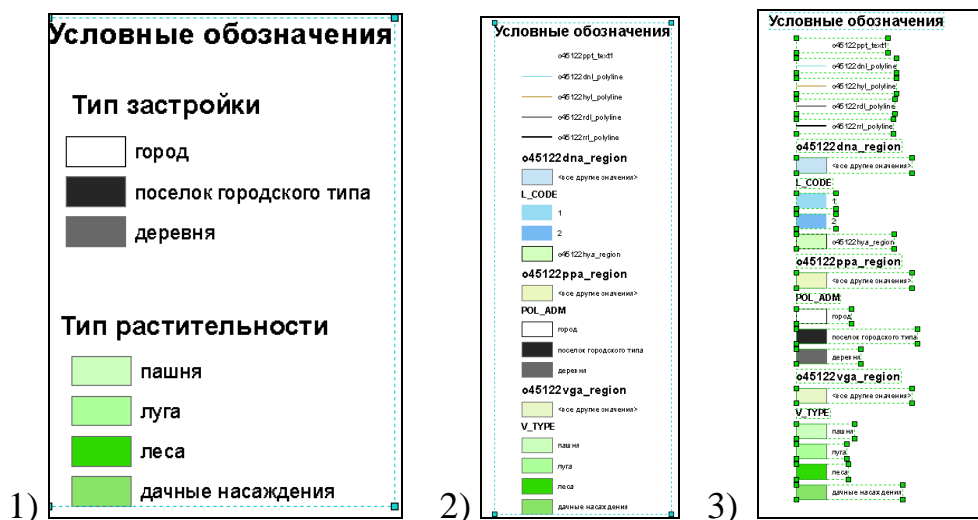 Условные обозначения
Тип застройки
город
поселок городского типа
деревня
Тип растительности
пашня
луга
леса
дачные насаждения
1)
Условные обозначения
o45122ppt_text1
o45122dnl_polyline
o45122hyl_polyline
o45122rdl_polyline
o45122rrl_polyline
o45122dna_region
<все другие значения>
L_CODE
1
2
o45122hya_region
o45122ppa_region
<все другие значения>
POL_ADM
город
поселок городского типа
деревня
o45122vga_region
<все другие значения>
V_TYPE
пашня
луга
леса
дачные насаждения
2)
Условные обозначения
o45122ppt_text1
o45122dnl_polyline
o45122hyl_polyline
o45122rdl_polyline
o45122rrl_polyline
o45122dna_region
<все другие значения>
L_CODE
1
2
o45122hya_region
o45122ppa_region
<все другие значения>
POL_ADM
город
поселок городского типа
деревня
o45122vga_region
<все другие значения>
V_TYPE
пашня
луга
леса
дачные насаждения
3)